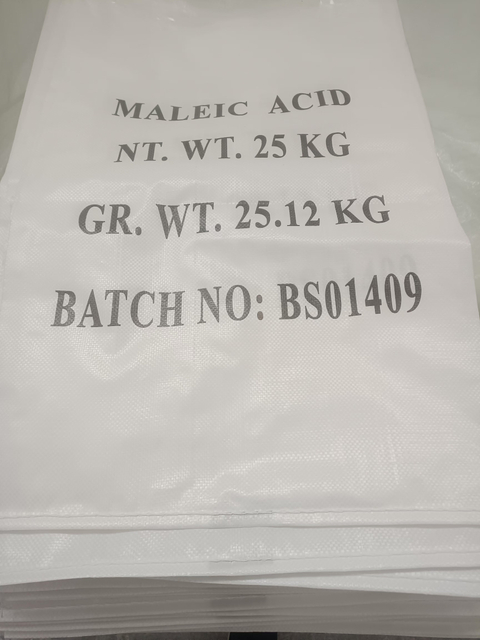 MALEIC ACID
NT. WT. 25 KG
GR. WT. 25.12 KG
BATCH NO: BS01409